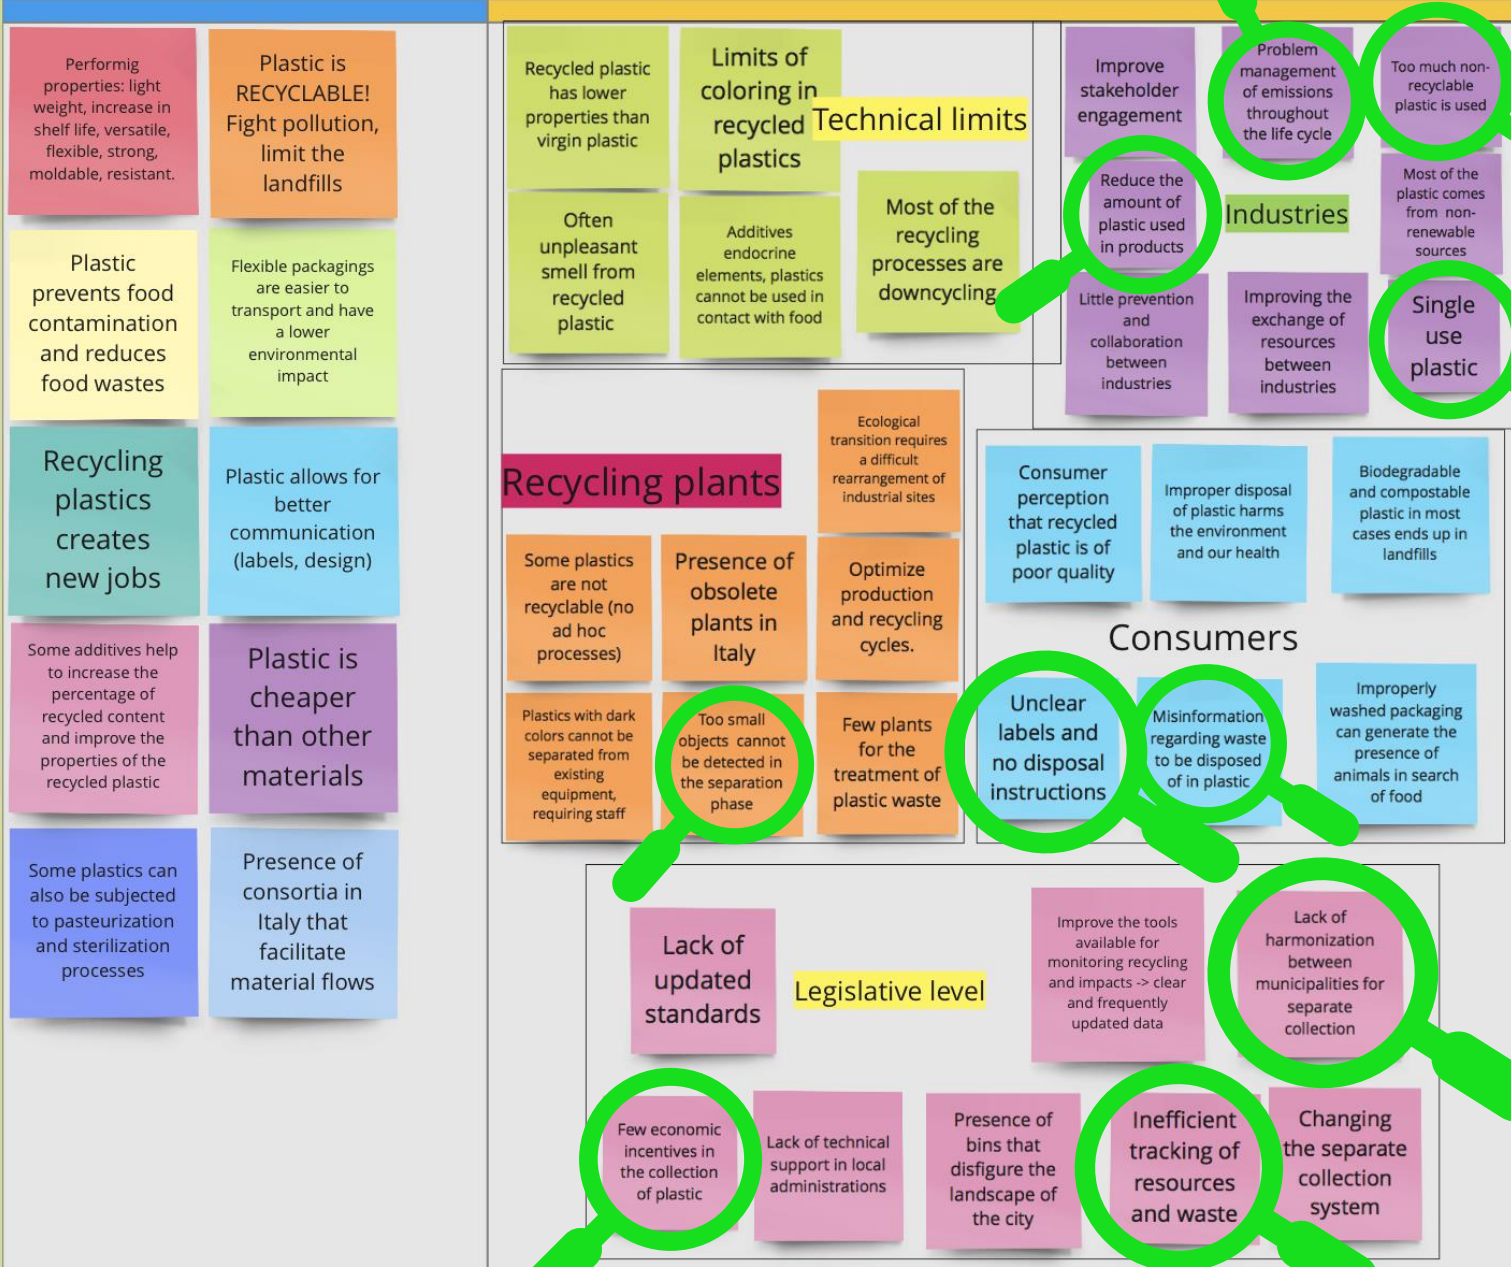 Performig
properties: light
weight, increase in
shelf life, versatile,
flexible, strong,
moldable, resistant.
Plastic is
RECYCLABLE!
Fight pollution,
limit the
landfills
Plastic
prevents food
contamination
and reduces
food wastes
Flexible packagings
are easier to
transport and have
a lower
environmental
impact
Recycling
plastics
creates
new jobs
Plastic allows for
better
communication
(labels, design)
Some additives help
to increase the
percentage of
recycled content
and improve the
properties of the
recycled plastic
Plastic is
cheaper
than other
materials
Some plastics can
also be subjected
to pasteurization
and sterilization
processes
Presence of
consortia in
Italy that
facilitate
material flows
Recycled plastic
has lower
properties than
virgin plastic
Limits of
coloring in
recycled
plastics
Technical limits
Often
unpleasant
smell from
recycled
plastic
Additives
endocrine
elements, plastics
cannot be used in
contact with food
Most of the
recycling
processes are
downcycling
Improve
stakeholder
engagement
Problem
management
of emissions
throughout
the life cycle
Too much non-
recyclable
plastic is used
Reduce the
amount of
plastic used
in products
Industries
Most of the
plastic comes
from non-
renewable
sources
Little prevention
and
collaboration
between
industries
Improving the
exchange of
resources
between
industries
Single
use
plastic
Recycling plants
Ecological
transition requires
a difficult
rearrangement of
industrial sites
Some plastics
are not
recyclable (no
ad hoc
processes)
Presence of
obsolete
plants in
Italy
Optimize
production
and recycling
cycles.
Plastics with dark
colors cannot be
separated from
existing
equipment,
requiring staff
Too small
objects cannot
be detected in
the separation
phase
Few plants
for the
treatment of
plastic waste
Consumer
perception
that recycled
plastic is of
poor quality
Improper disposal
of plastic harms
the environment
and our health
Biodegradable
and compostable
plastic in most
cases ends up in
landfills
Consumers
Unclear
labels and
no disposal
instructions
Misinformation
regarding waste
to be disposed
of in plastic
Improperly
washed packaging
can generate the
presence of
animals in search
of food
Lack of
updated
standards
Legislative level
Improve the tools
available for
monitoring recycling
and impacts -> clear
and frequently
updated data
Lack of
harmonization
between
municipalities for
separate
collection
Few economic
incentives in
the collection
of plastic
Lack of technical
support in local
administrations
Presence of
bins that
disfigure the
landscape of
the city
Inefficient
tracking of
resources
and waste
Changing
the separate
collection
system